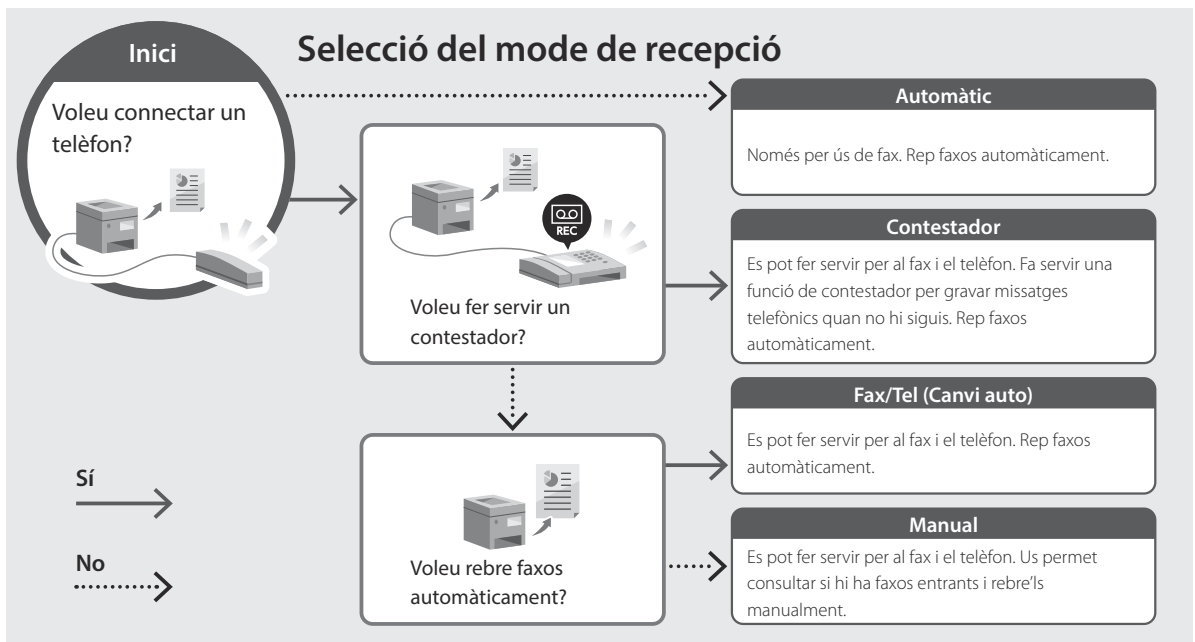 Inici
Selecció del mode de recepció
Voleu connectar un
telèfon?
Automàtic
Només per ús de fax. Rep faxos automàticament.
REC
Voleu fer servir un
contestador?
Contestador
Es pot fer servir per al fax i el telèfon. Fa servir una
funció de contestador per gravar missatges
telefònics quan no hi siguis. Rep faxos
automàticament.
Fax/Tel (Canvi auto)
Es pot fer servir per al fax i el telèfon. Rep faxos
automàticament.
Voleu rebre faxos
automàticament?
Manual
Es pot fer servir per al fax i el telèfon. Us permet
consultar si hi ha faxos entrants i rebre’ls
manualment.
Sí
No